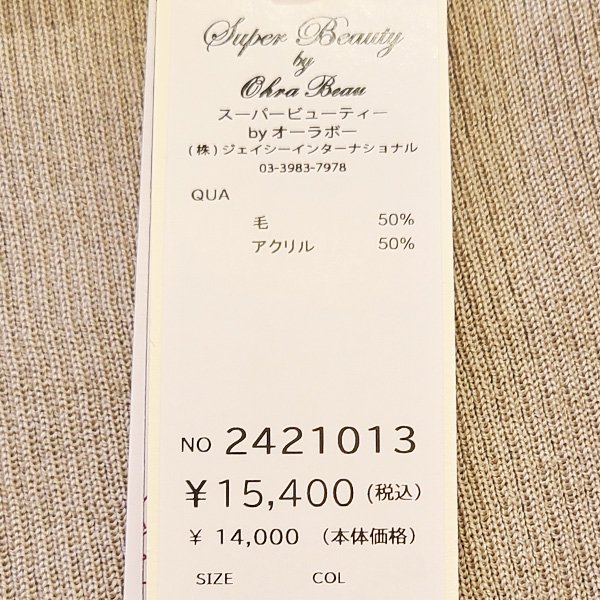 Super Beauty
by
Ohra Beau
スーパービューティー
by オーラボー
(株)ジェイシーインターナショナル
03-3983-7978
QUA
毛 50%
アクリル 50%
NO 2421013
¥15,400 (税込)
¥ 14,000 (本体価格)
SIZE COL